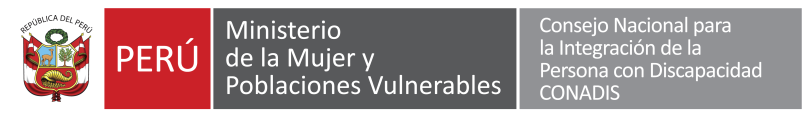 REPÚBLICA DEL PERÚ
PERÚ
Ministerio
de la Mujer y
Poblaciones Vulnerables
Consejo Nacional para
la Integración de la
Persona con Discapacidad
CONADIS